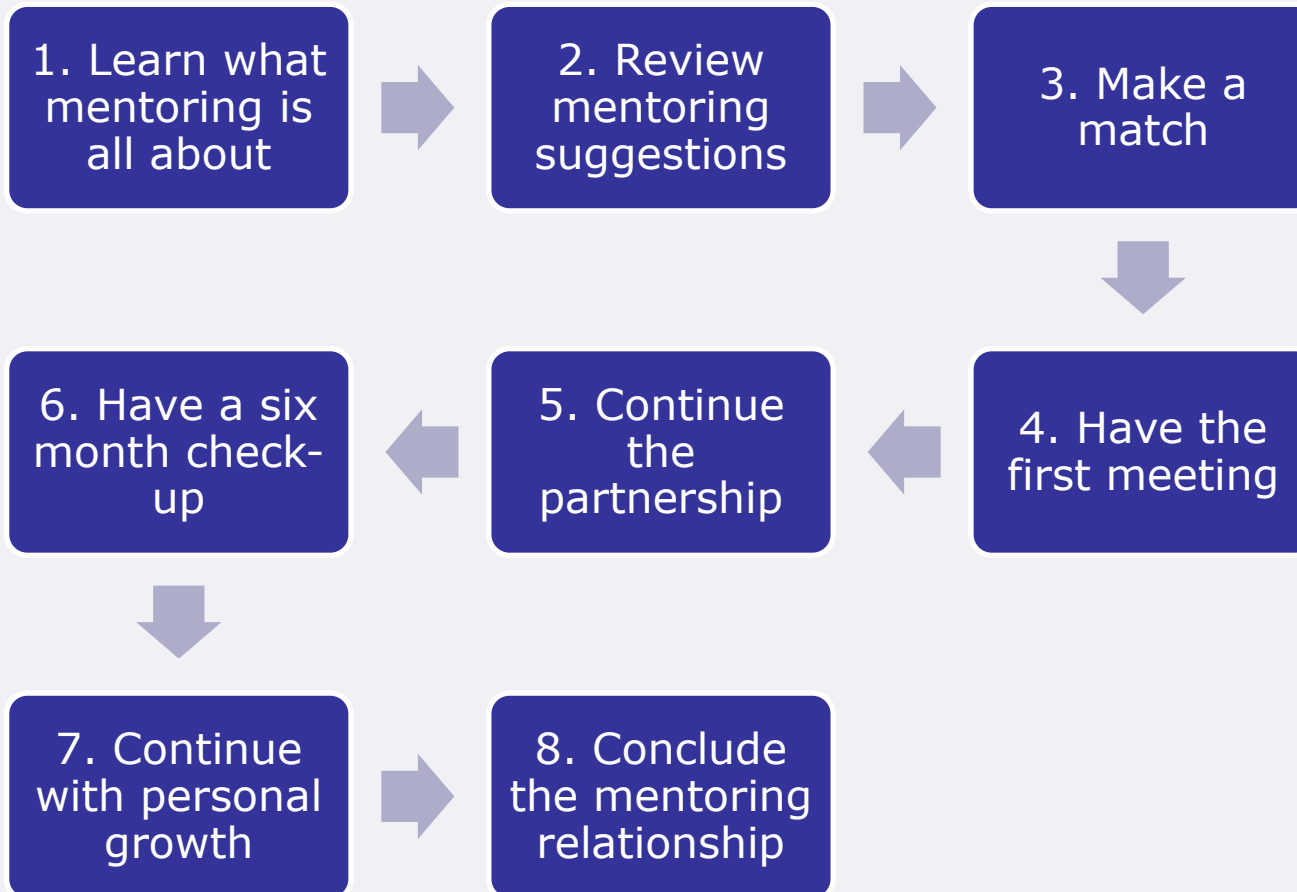 1. Learn what
mentoring is
all about
2. Review
mentoring
suggestions
3. Make a
match
4. Have the
first meeting
5. Continue
the
partnership
6. Have a six
month check-
up
7. Continue
with personal
growth
8. Conclude
the mentoring
relationship